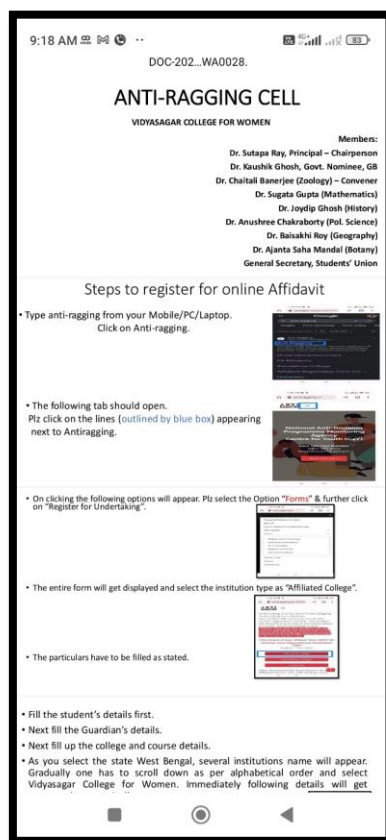 9:18 AM
4G+
83
DOC-202...WA0028.
ANTI-RAGGING CELL
VIDYASAGAR COLLEGE FOR WOMEN
Members:
Dr. Sutapa Ray, Principal – Chairperson
Dr. Kaushik Ghosh, Govt. Nominee, GB
Dr. Chaitali Banerjee (Zoology) – Convener
Dr. Sugata Gupta (Mathematics)
Dr. Joydip Ghosh (History)
Dr. Anushree Chakraborty (Pol. Science)
Dr. Baisakhi Roy (Geography)
Dr. Ajanta Saha Mandal (Botany)
General Secretary, Students' Union
Steps to register for online Affidavit
• Type anti-ragging from your Mobile/PC/Laptop.
Click on Anti-ragging.
• The following tab should open.
Plz click on the lines (outlined by blue box) appearing
next to Antiragging.
National Anti-Ragging
Programme Monitoring
Agency
Centre for Youth (C4Y)
• On clicking the following options will appear. Plz select the Option "Forms" & further click
on "Register for Undertaking".
• The entire form will get displayed and select the institution type as "Affiliated College".
• The particulars have to be filled as stated.
• Fill the student's details first.
• Next fill the Guardian's details.
• Next fill up the college and course details.
• As you select the state West Bengal, several institutions name will appear.
Gradually one has to scroll down as per alphabetical order and select
Vidyasagar College for Women. Immediately following details will get